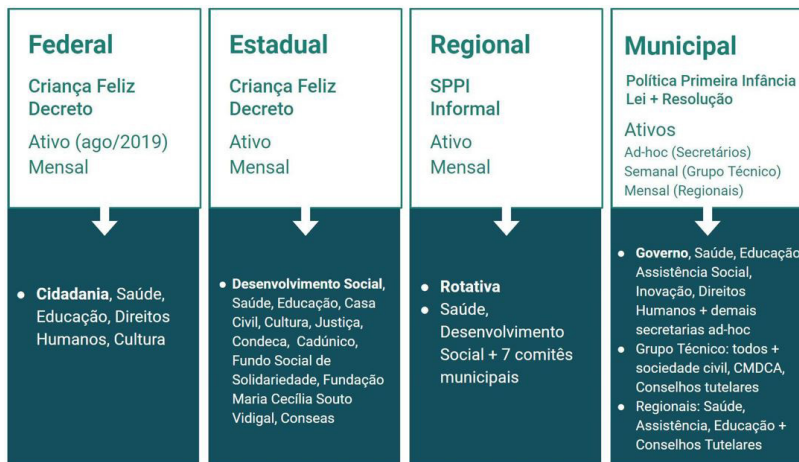 Federal
Criança Feliz
Decreto
Ativo (ago/2019)
Mensal
● Cidadania, Saúde,
Educação, Direitos
Humanos, Cultura
Estadual
Criança Feliz
Decreto
Ativo
Mensal
● Desenvolvimento Social,
Saúde, Educação, Casa
Civil, Cultura, Justiça,
Condeca, Cadúnico,
Fundo Social de
Solidariedade, Fundação
Maria Cecília Souto
Vidigal, Conseas
Regional
SPPI
Informal
Ativo
Mensal
● Rotativa
● Saúde,
Desenvolvimento
Social + 7 comitês
municipais
Municipal
Política Primeira Infância
Lei + Resolução
Ativos
Ad-hoc (Secretários)
Semanal (Grupo Técnico)
Mensal (Regionais)
● Governo, Saúde, Educação
Assistência Social,
Inovação, Direitos
Humanos + demais
secretarias ad-hoc
● Grupo Técnico: todos +
sociedade civil, CMDCA,
Conselhos tutelares
● Regionais: Saúde,
Assistência, Educação +
Conselhos Tutelares